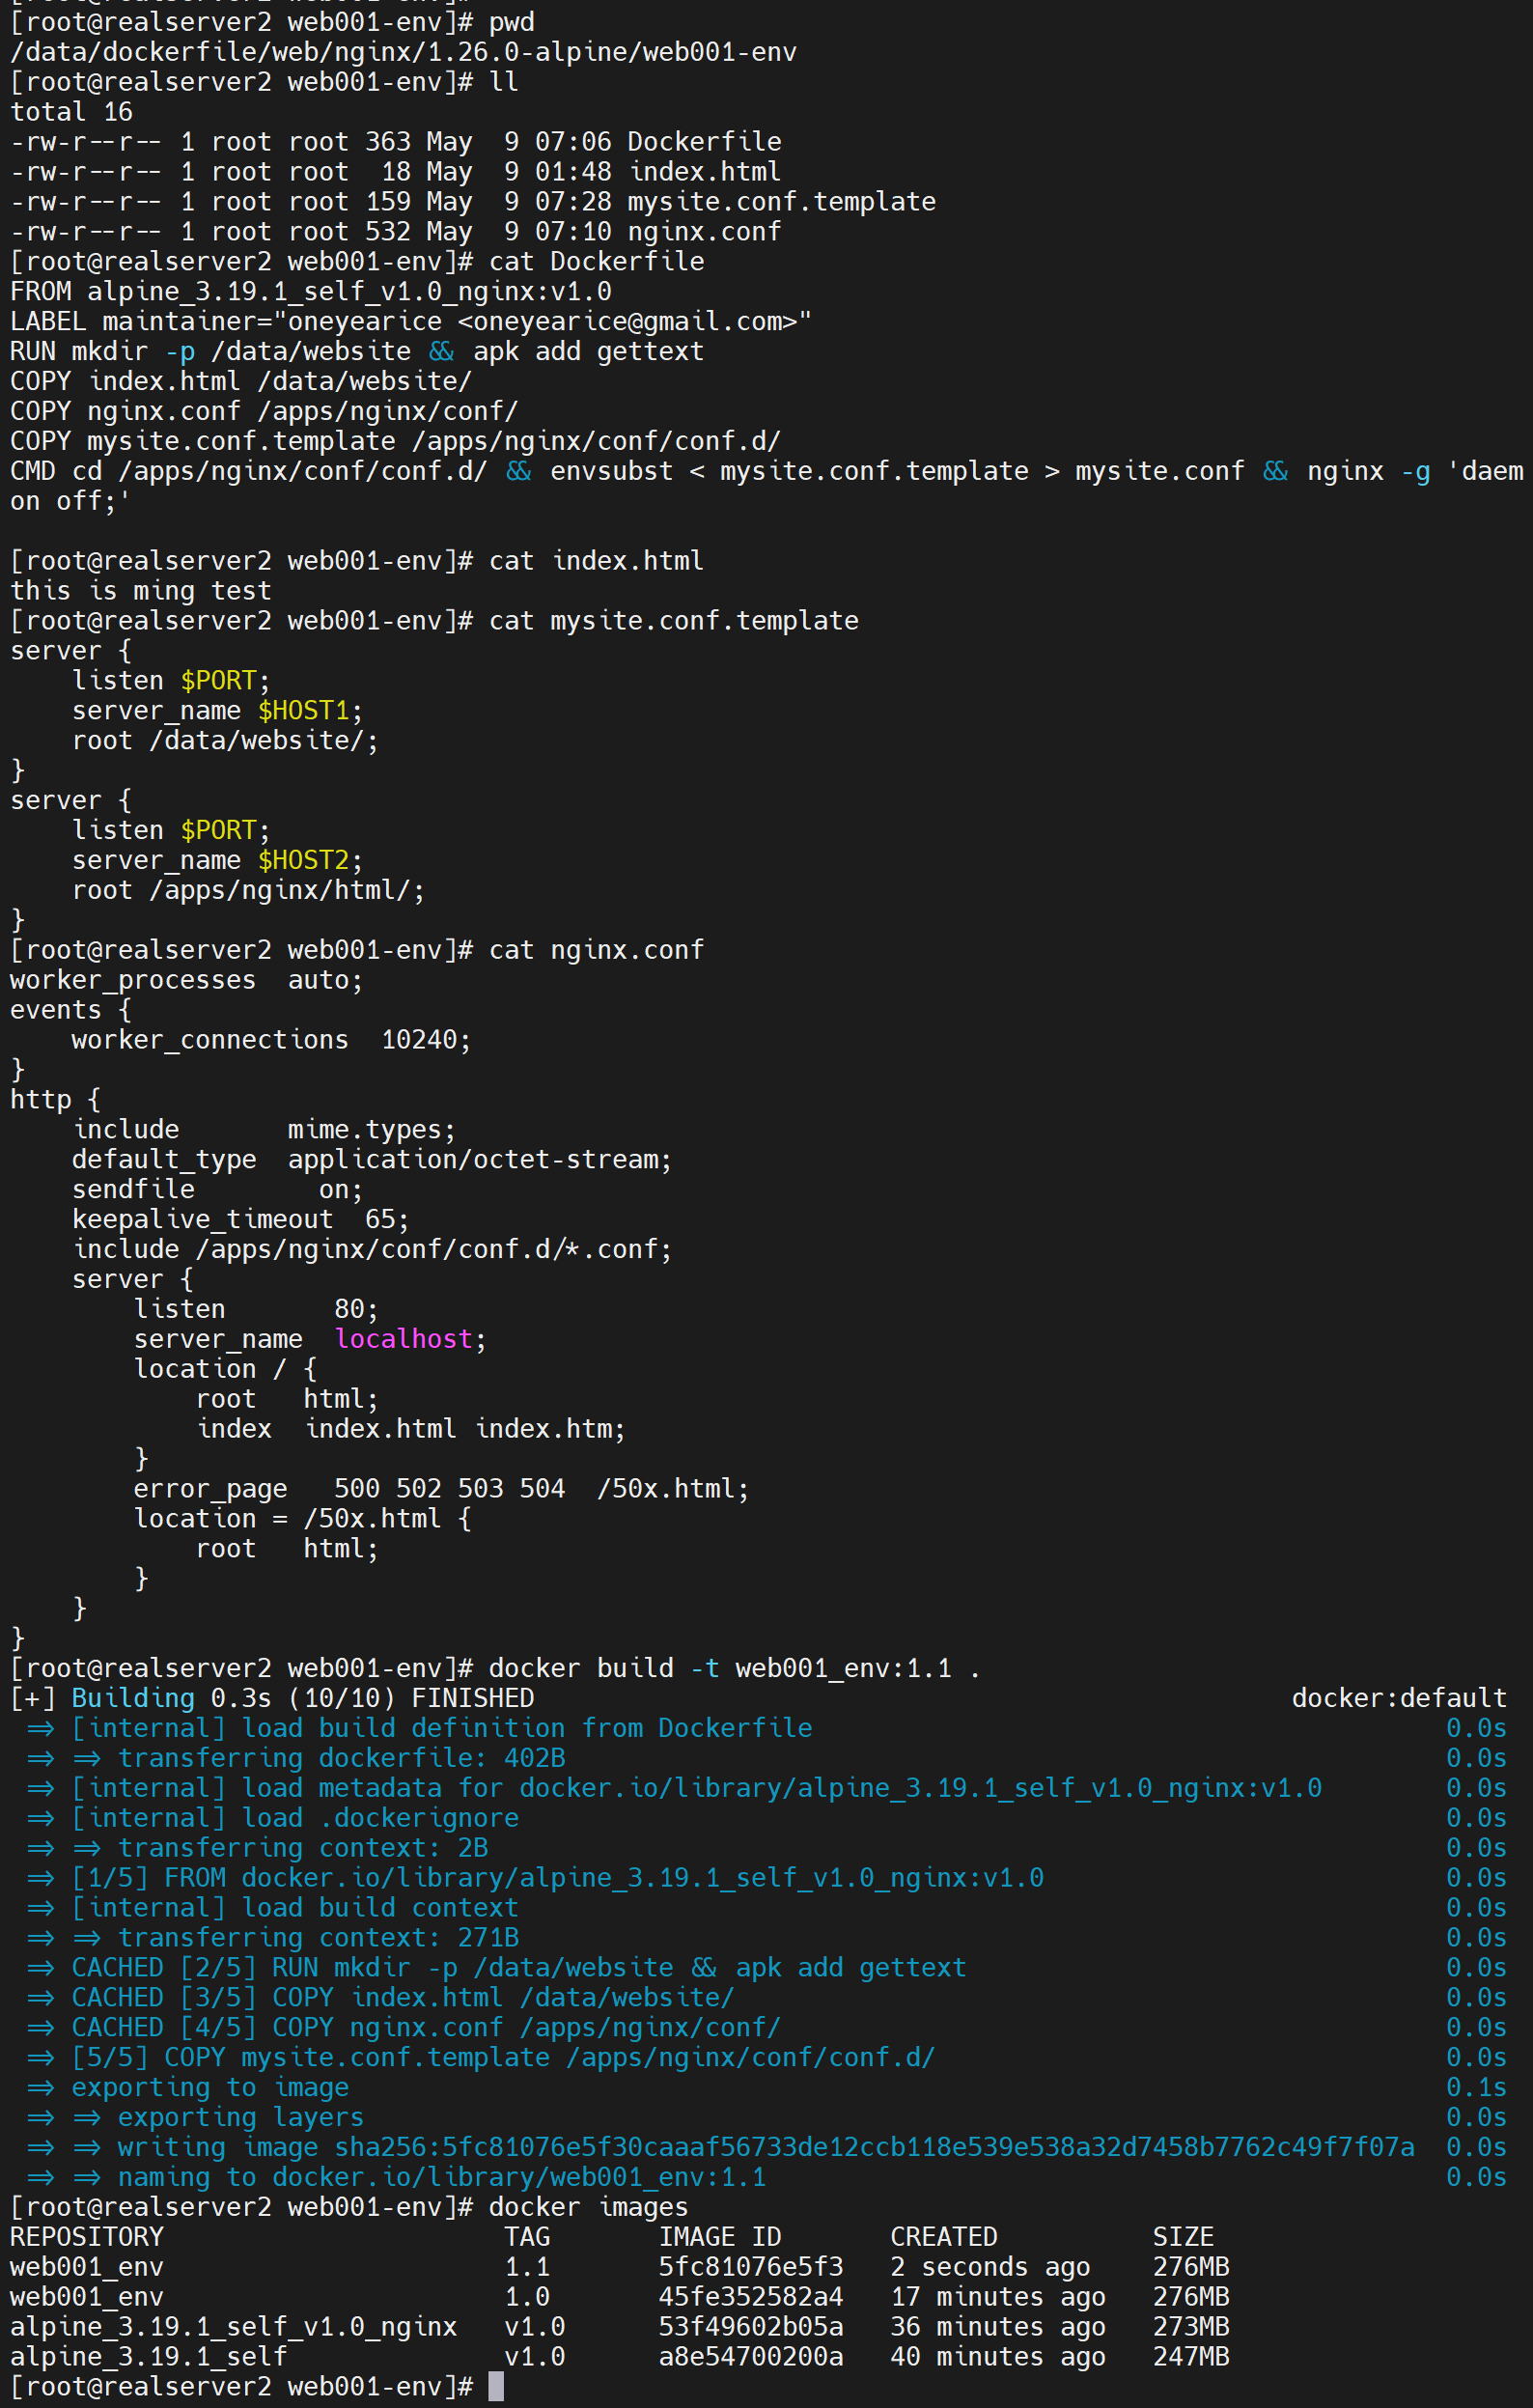 [root@realserver2 web001-env]# pwd
/data/dockerfile/web/nginx/1.26.0-alpine/web001-env
[root@realserver2 web001-env]# ll
total 16
-rw-r--r-- 1 root root 363 May  9 07:06 Dockerfile
-rw-r--r-- 1 root root  18 May  9 01:48 index.html
-rw-r--r-- 1 root root 159 May  9 07:28 mysite.conf.template
-rw-r--r-- 1 root root 532 May  9 07:10 nginx.conf
[root@realserver2 web001-env]# cat Dockerfile
FROM alpine_3.19.1_self_v1.0_nginx:v1.0
LABEL maintainer="oneyearice <oneyearice@gmail.com>"
RUN mkdir -p /data/website && apk add gettext
COPY index.html /data/website/
COPY nginx.conf /apps/nginx/conf/
COPY mysite.conf.template /apps/nginx/conf/conf.d/
CMD cd /apps/nginx/conf/conf.d/ && envsubst < mysite.conf.template > mysite.conf && nginx -g 'daem
on off;'

[root@realserver2 web001-env]# cat index.html
this is ming test
[root@realserver2 web001-env]# cat mysite.conf.template
server {
    listen $PORT;
    server_name $HOST1;
    root /data/website/;
}
server {
    listen $PORT;
    server_name $HOST2;
    root /apps/nginx/html/;
}
[root@realserver2 web001-env]# cat nginx.conf
worker_processes  auto;
events {
    worker_connections  10240;
}
http {
    include       mime.types;
    default_type  application/octet-stream;
    sendfile        on;
    keepalive_timeout  65;
    include /apps/nginx/conf/conf.d/*.conf;
    server {
        listen       80;
        server_name  localhost;
        location / {
            root   html;
            index  index.html index.htm;
        }
        error_page   500 502 503 504  /50x.html;
        location = /50x.html {
            root   html;
        }
    }
}
[root@realserver2 web001-env]# docker build -t web001_env:1.1 .
[+] Building 0.3s (10/10) FINISHED                                                 docker:default
 => [internal] load build definition from Dockerfile                                         0.0s
 => => transferring dockerfile: 402B                                                         0.0s
 => [internal] load metadata for docker.io/library/alpine_3.19.1_self_v1.0_nginx:v1.0        0.0s
 => [internal] load .dockerignore                                                            0.0s
 => => transferring context: 2B                                                              0.0s
 => [1/5] FROM docker.io/library/alpine_3.19.1_self_v1.0_nginx:v1.0                          0.0s
 => [internal] load build context                                                            0.0s
 => => transferring context: 271B                                                            0.0s
 => CACHED [2/5] RUN mkdir -p /data/website && apk add gettext                               0.0s
 => CACHED [3/5] COPY index.html /data/website/                                              0.0s
 => CACHED [4/5] COPY nginx.conf /apps/nginx/conf/                                           0.0s
 => [5/5] COPY mysite.conf.template /apps/nginx/conf/conf.d/                                 0.0s
 => exporting to image                                                                       0.1s
 => => exporting layers                                                                      0.0s
 => => writing image sha256:5fc81076e5f30caaaf56733de12ccb118e539e538a32d7458b7762c49f7f07a  0.0s
 => => naming to docker.io/library/web001_env:1.1                                            0.0s
[root@realserver2 web001-env]# docker images
REPOSITORY                      TAG       IMAGE ID       CREATED          SIZE
web001_env                      1.1       5fc81076e5f3   2 seconds ago    276MB
web001_env                      1.0       45fe352582a4   17 minutes ago   276MB
alpine_3.19.1_self_v1.0_nginx   v1.0      53f49602b05a   36 minutes ago   273MB
alpine_3.19.1_self              v1.0      a8e54700200a   40 minutes ago   247MB
[root@realserver2 web001-env]#